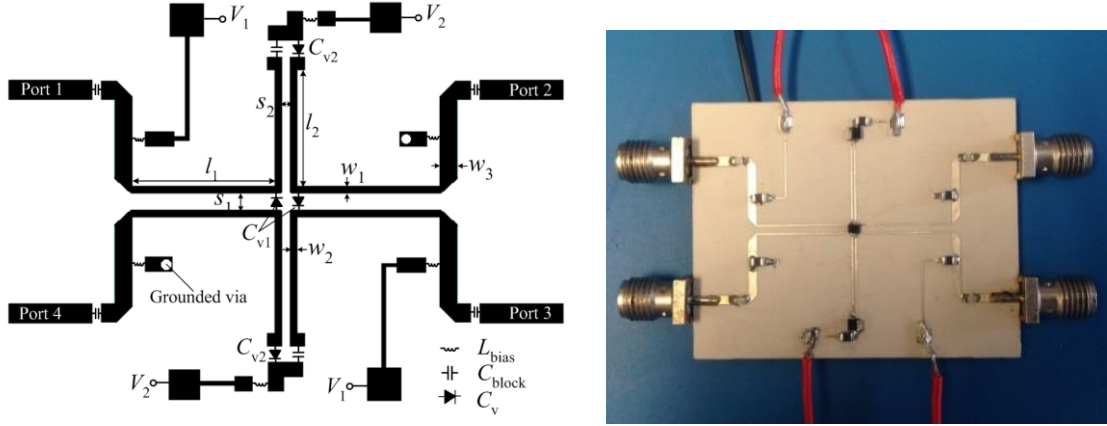 V1
V2
Cv2
Port 1
Port 2
s2
l2
l1
w1
w3
s1
Cv1
w2
Grounded via
Port 4
Port 3
Cv2
Lbias
V2
V1
Cblock
Cv